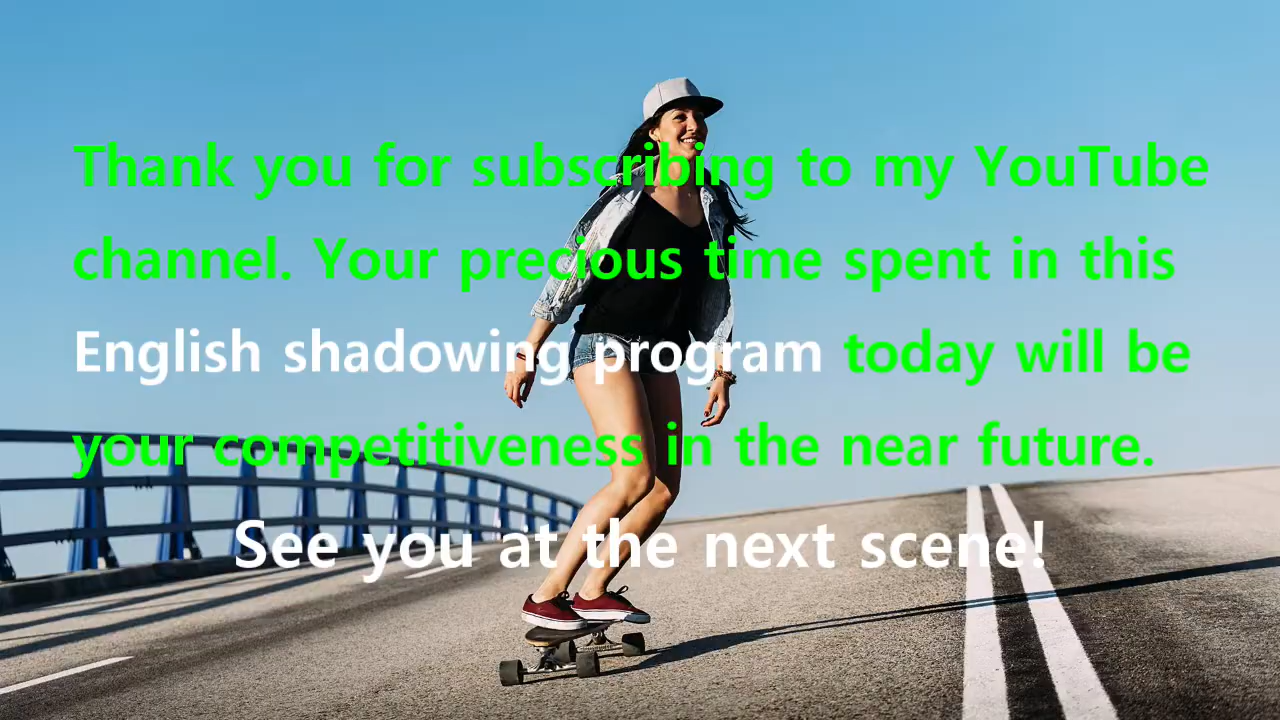 Thank you for subscribing to my YouTube
channel. Your precious time spent in this
English shadowing program today will be
your competitiveness in the near future.
See you at the next scene!